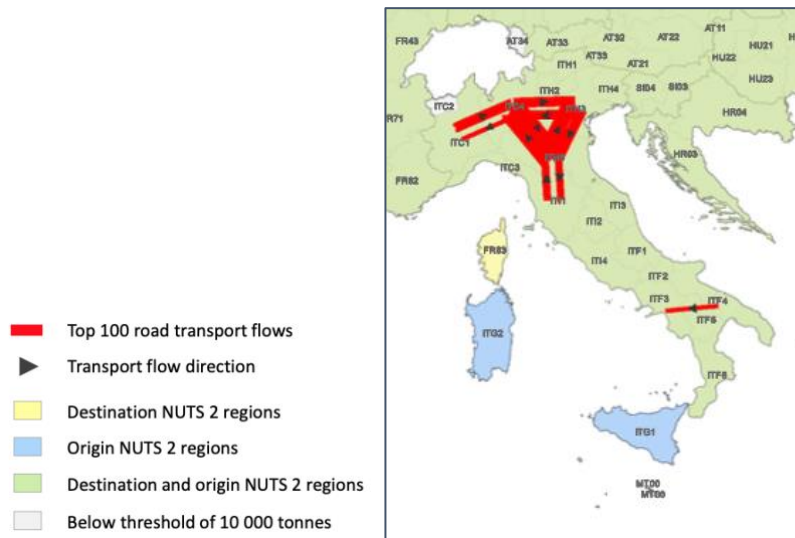 AT11
FR43
AT34
AT33
AT32
AT22
HU21
AT33
HU22
ITH1
AT21
HU23
ITH2
ITH4
SI04
SI03
ITC2
HR04
R71
ITC1
HR03
FR82
ITC3
ITI1
ITI3
ITI2
FR83
ITI4
ITF1
ITF2
ITF3
ITF4
Top 100 road transport flows
ITG2
Transport flow direction
ITF6
Destination NUTS 2 regions
Origin NUTS 2 regions
ITG1
Destination and origin NUTS 2 regions
MT00
Below threshold of 10 000 tonnes